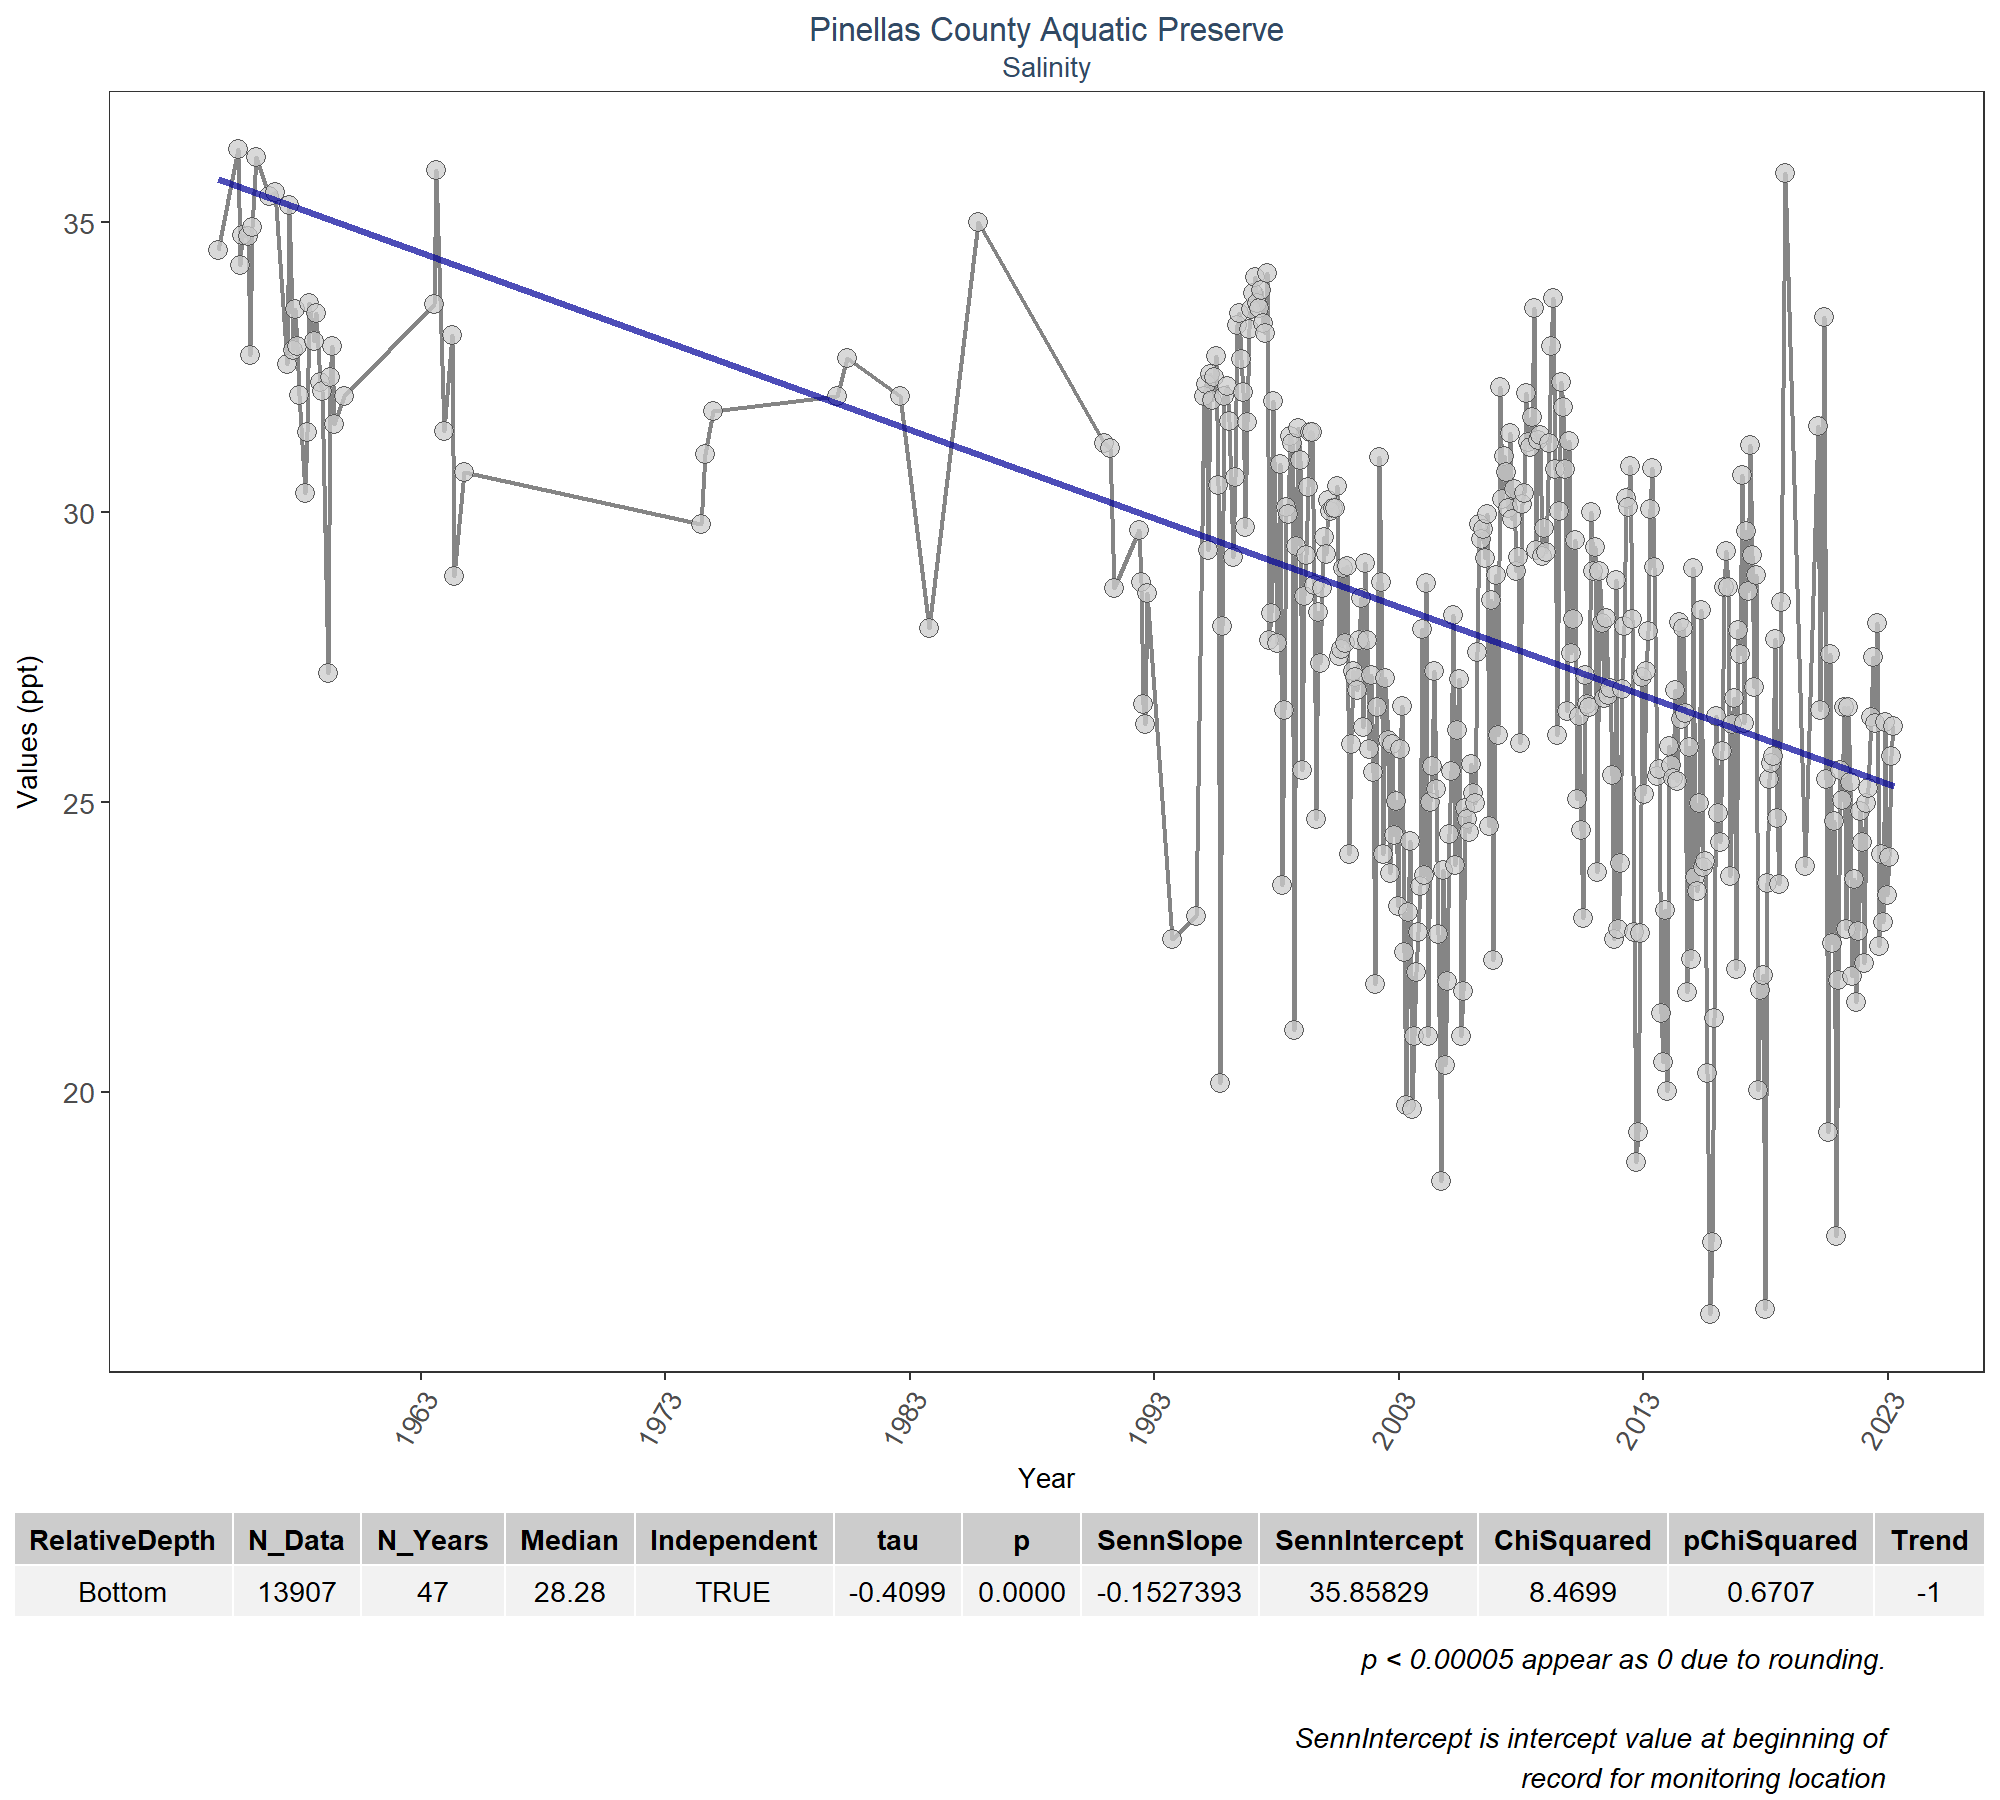 Pinellas County Aquatic Preserve
Salinity
Values (ppt)
35
30
25
20
1963
1973
1983
1993
2003
2013
2023
Year
RelativeDepth N_Data N_Years Median Independent tau p SennSlope SennIntercept ChiSquared pChiSquared Trend
Bottom 13907 47 28.28 TRUE -0.4099 0.0000 -0.1527393 35.85829 8.4699 0.6707 -1
p < 0.00005 appear as 0 due to rounding.
SennIntercept is intercept value at beginning of
record for monitoring location